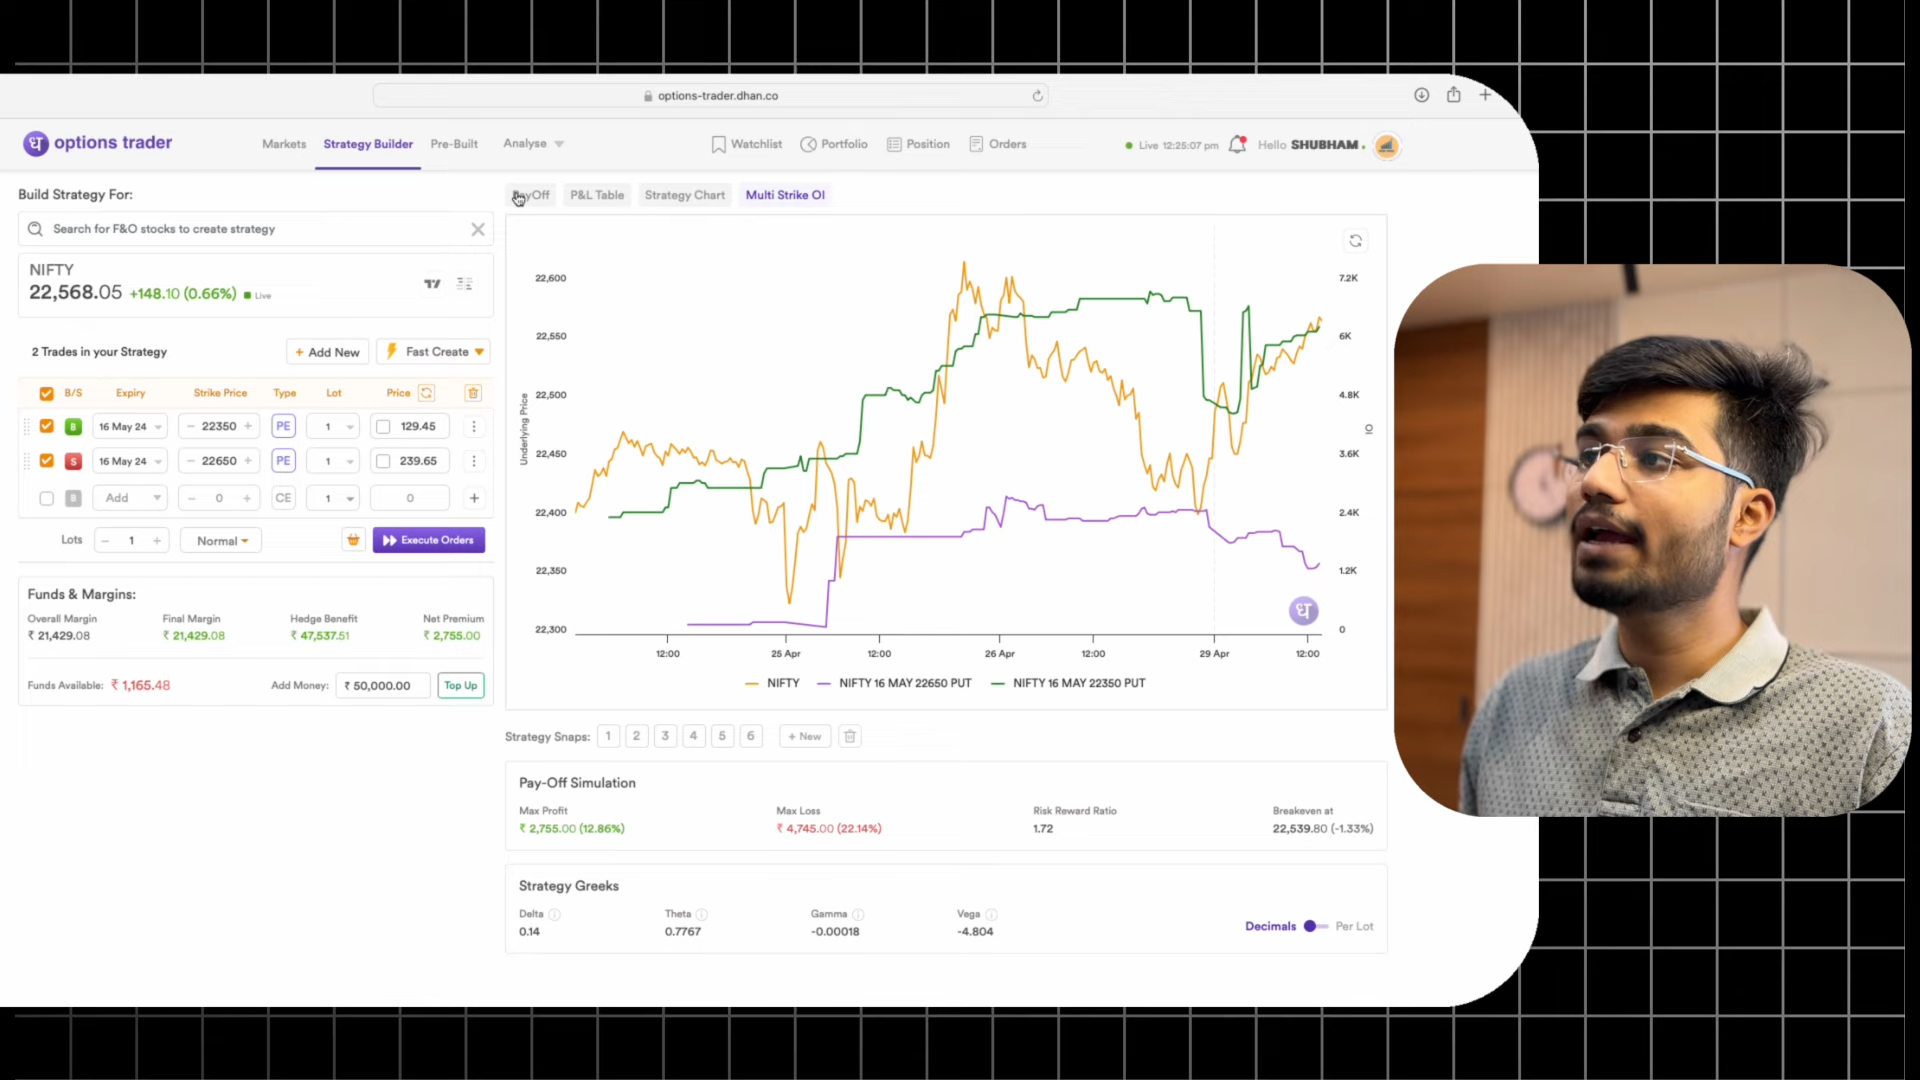 options-trader.dhan.co
ध options trader
Markets
Strategy Builder
Pre-Built
Analyse
Watchlist
Portfolio
Position
Orders
Live 12:25:07 pm
Hello SHUBHAM.
Build Strategy For:
Search for F&O stocks to create strategy
NIFTY
22,568.05 +148.10 (0.66%) Live
2 Trades in your Strategy
+ Add New
Fast Create
B/S Expiry Strike Price Type Lot Price
B 16 May 24 − 22350 + PE 1 129.45
S 16 May 24 − 22650 + PE 1 239.65
B Add − 0 + CE 1 0 +
Lots − 1 + Normal Execute Orders
Funds & Margins:
Overall Margin Final Margin Hedge Benefit Net Premium
₹ 21,429.08 ₹ 21,429.08 ₹ 47,537.51 ₹ 2,755.00
Funds Available: ₹ 1,165.48 Add Money: ₹ 50,000.00 Top Up
P&L Table Strategy Chart Multi Strike OI
Underlying Price
22,600
22,550
22,500
22,450
22,400
22,350
22,300
7.2K
6K
4.8K
3.6K
2.4K
1.2K
0
OI
ध
12:00 25 Apr 12:00 26 Apr 12:00 29 Apr 12:00
NIFTY NIFTY 16 MAY 22650 PUT NIFTY 16 MAY 22350 PUT
Strategy Snaps: 1 2 3 4 5 6 + New
Pay-Off Simulation
Max Profit Max Loss Risk Reward Ratio Breakeven at
₹ 2,755.00 (12.86%) ₹ 4,745.00 (22.14%) 1.72 22,539.80 (-1.33%)
Strategy Greeks
Delta Theta Gamma Vega
0.14 0.7767 -0.00018 -4.804
Decimals Per Lot